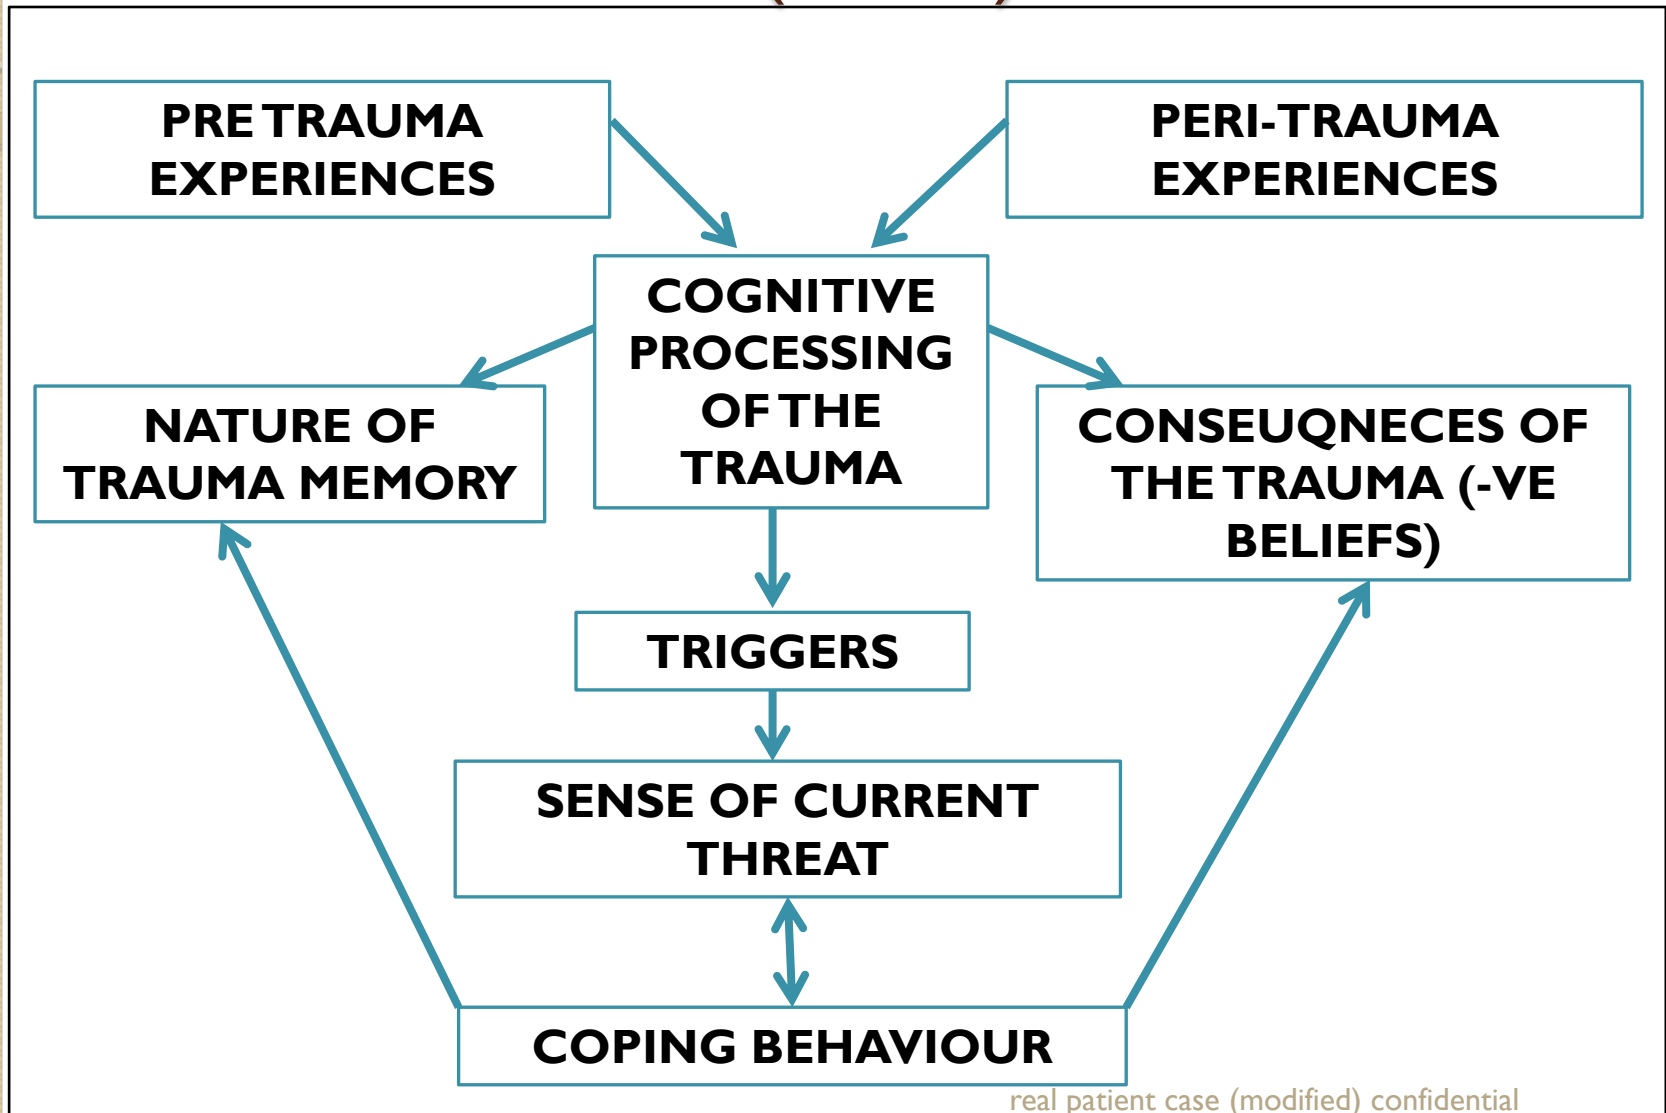 PRE TRAUMA
EXPERIENCES
PERI-TRAUMA
EXPERIENCES
COGNITIVE
PROCESSING
OF THE
TRAUMA
NATURE OF
TRAUMA MEMORY
CONSEUQNECES OF
THE TRAUMA (-VE
BELIEFS)
TRIGGERS
SENSE OF CURRENT
THREAT
COPING BEHAVIOUR
real patient case (modified) confidential